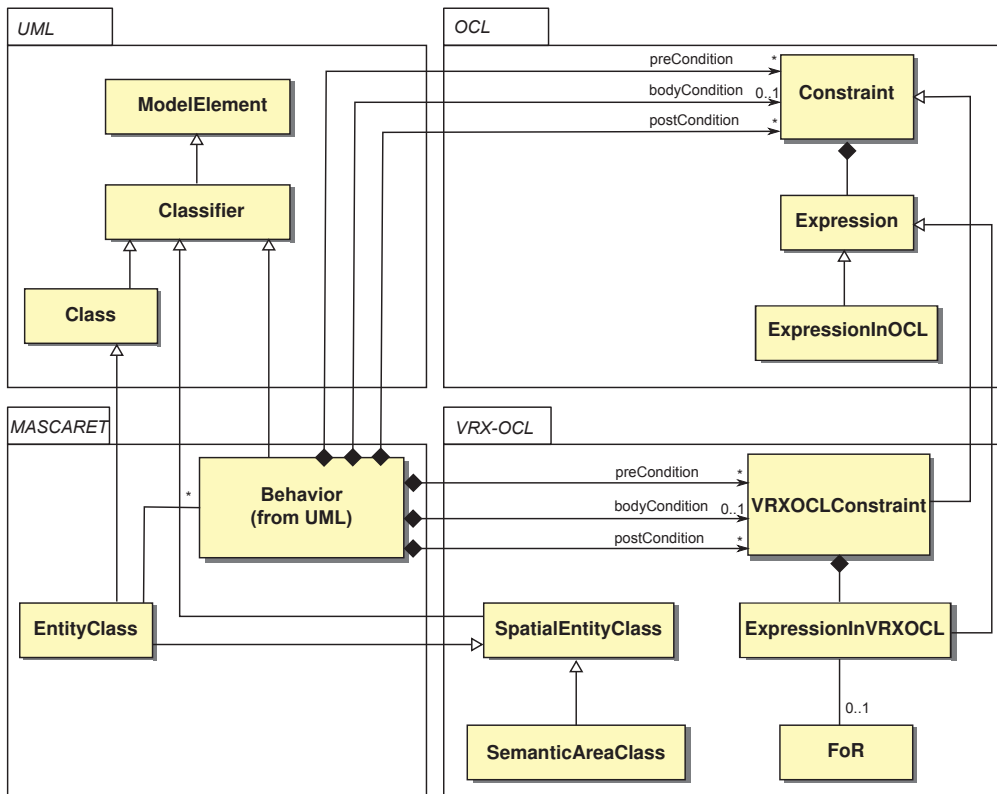 UML
OCL
ModelElement
Classifier
Class
preCondition
*
bodyCondition
0..1
postCondition
*
Constraint
Expression
ExpressionInOCL
MASCARET
VRX-OCL
Behavior
(from UML)
*
EntityClass
preCondition
*
bodyCondition
0..1
postCondition
*
VRXOCLConstraint
SpatialEntityClass
ExpressionInVRXOCL
0..1
SemanticAreaClass
FoR